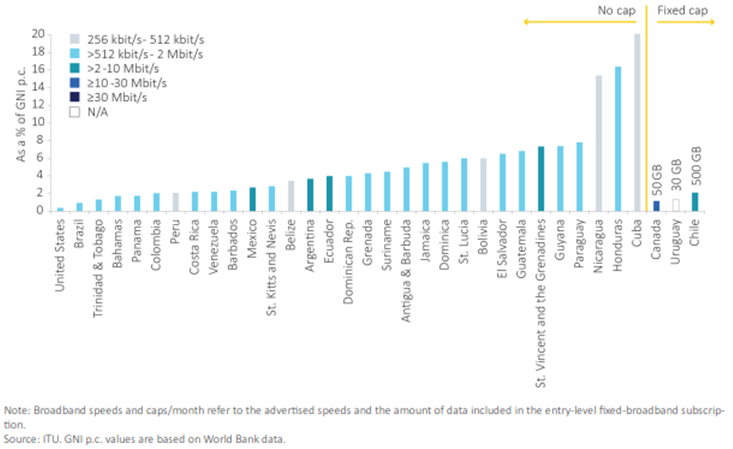 No cap
Fixed cap
As a % of GNI p.c.
20
18
16
14
12
10
8
6
4
2
0
256 kbit/s- 512 kbit/s
>512 kbit/s- 2 Mbit/s
>2-10 Mbit/s
≥10-30 Mbit/s
≥30 Mbit/s
N/A
50 GB
30 GB
500 GB
United States
Brazil
Trinidad & Tobago
Bahamas
Panama
Colombia
Peru
Costa Rica
Venezuela
Barbados
Mexico
St. Kitts and Nevis
Belize
Argentina
Ecuador
Dominican Rep.
Grenada
Suriname
Antigua & Barbuda
Jamaica
Dominica
St. Lucia
Bolivia
El Salvador
Guatemala
St. Vincent and the Grenadines
Guyana
Paraguay
Nicaragua
Honduras
Cuba
Canada
Uruguay
Chile
Note: Broadband speeds and caps/month refer to the advertised speeds and the amount of data included in the entry-level fixed-broadband subscrip-
tion.
Source: ITU. GNI p.c. values are based on World Bank data.